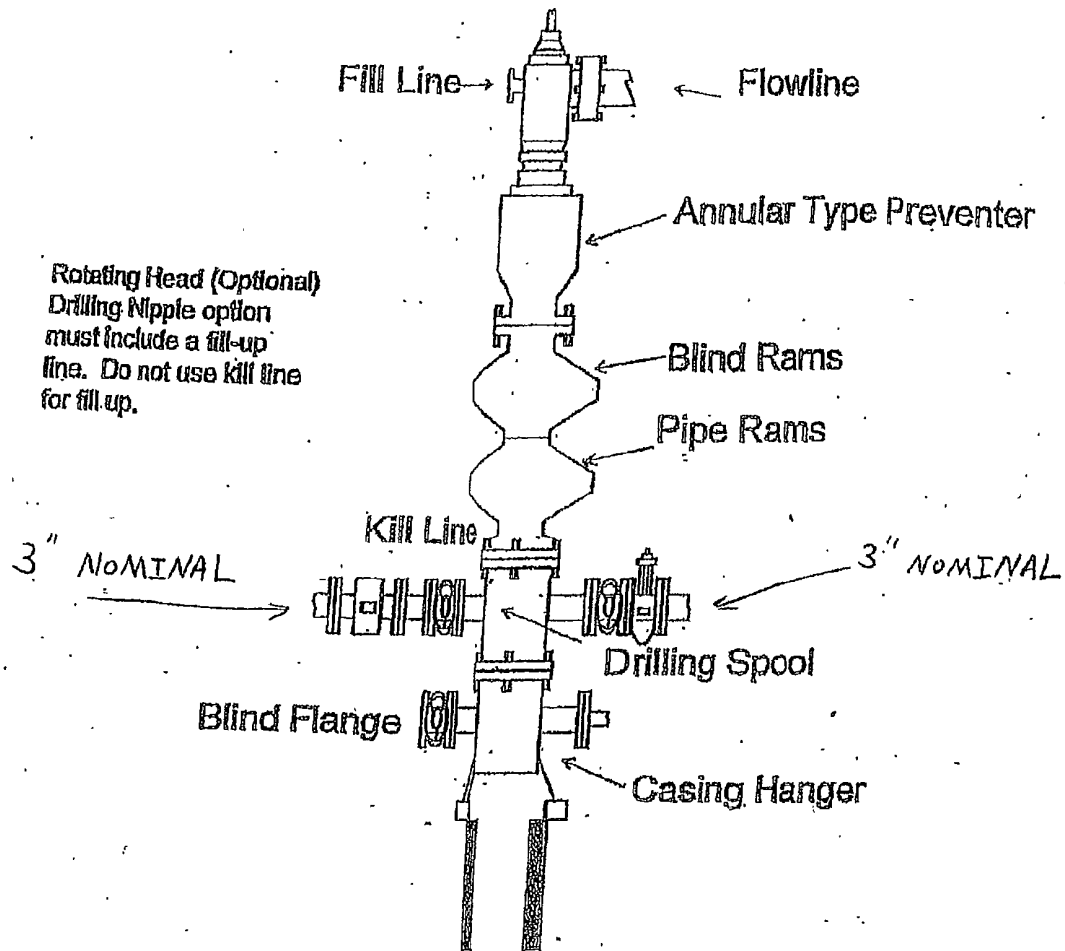 Fill Line
Flowline
Annular Type Preventer
Rotating Head (Optional)
Drilling Nipple option
must include a fill-up
line. Do not use kill line
for fill up.
Blind Rams
Pipe Rams
Kill Line
3" NOMINAL
3" NOMINAL
Drilling Spool
Blind Flange
Casing Hanger